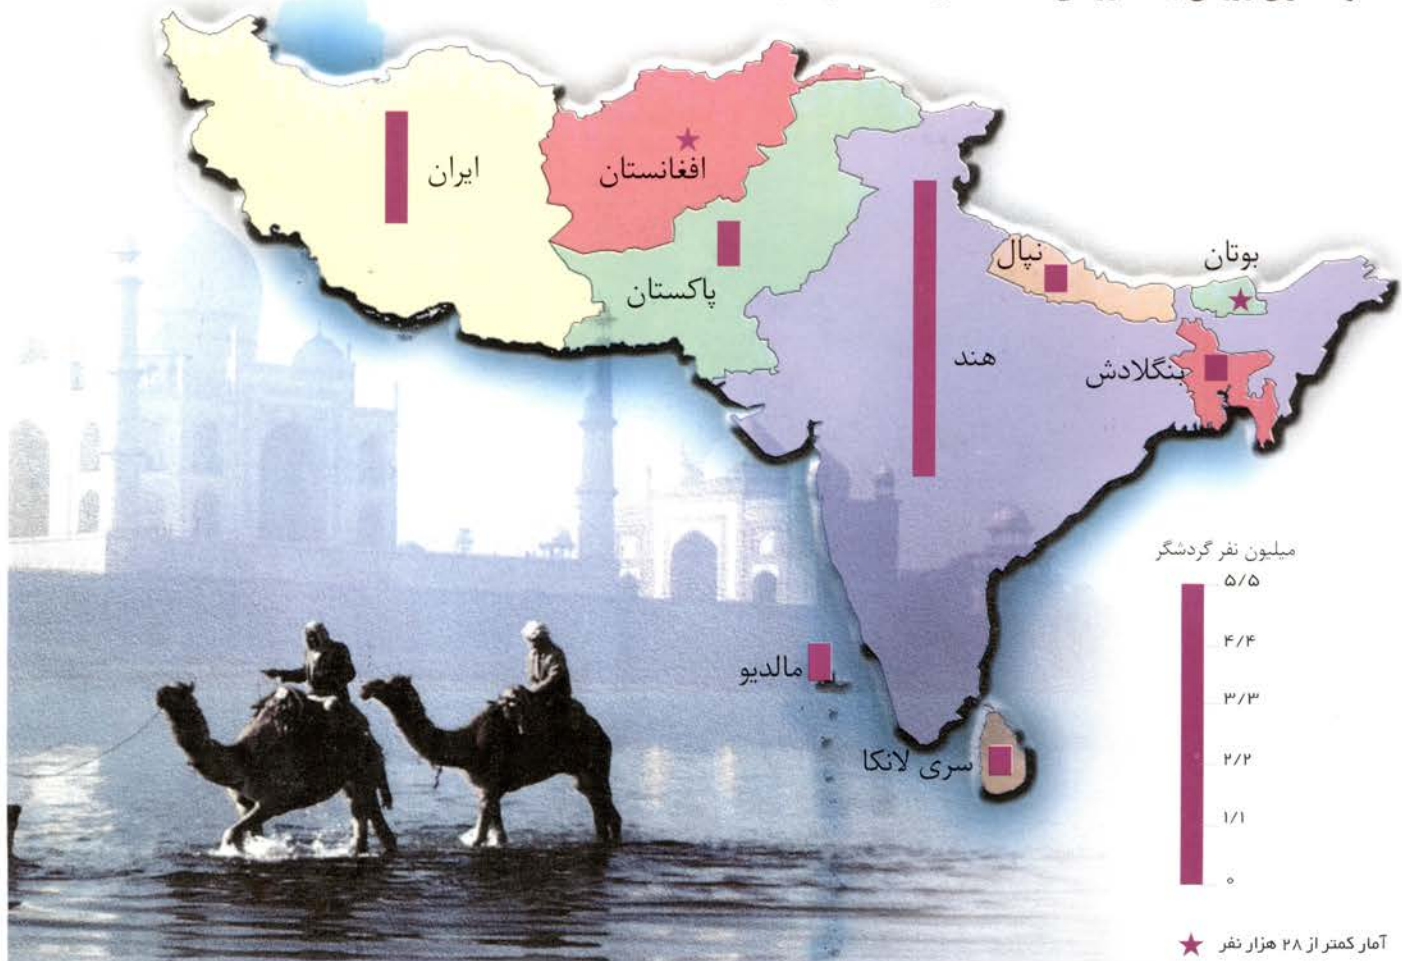 ایران
افغانستان
پاکستان
هند
نپال
بوتان
بنگلادش
مالدیو
سری لانکا
میلیون نفر گردشگر
۵/۵
۴/۴
۳/۳
۲/۲
۱/۱
۰
آمار کمتر از ۲۸ هزار نفر